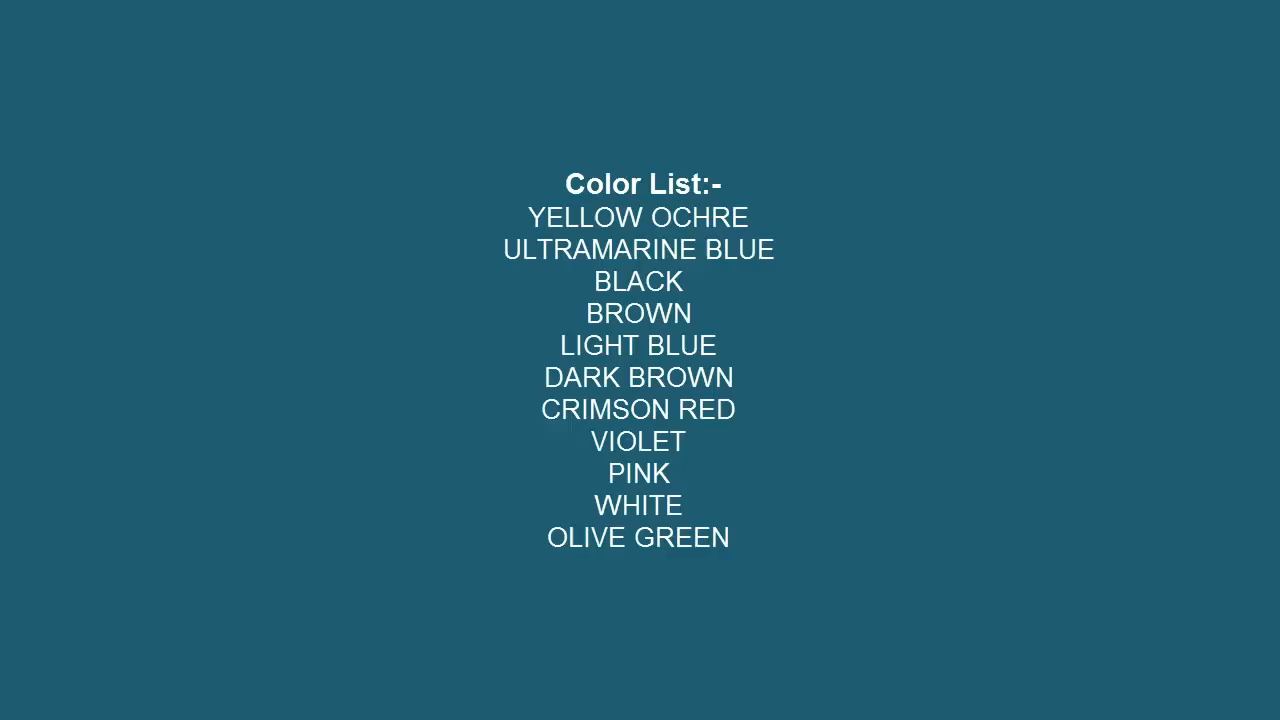 Color List:-
YELLOW OCHRE
ULTRAMARINE BLUE
BLACK
BROWN
LIGHT BLUE
DARK BROWN
CRIMSON RED
VIOLET
PINK
WHITE
OLIVE GREEN